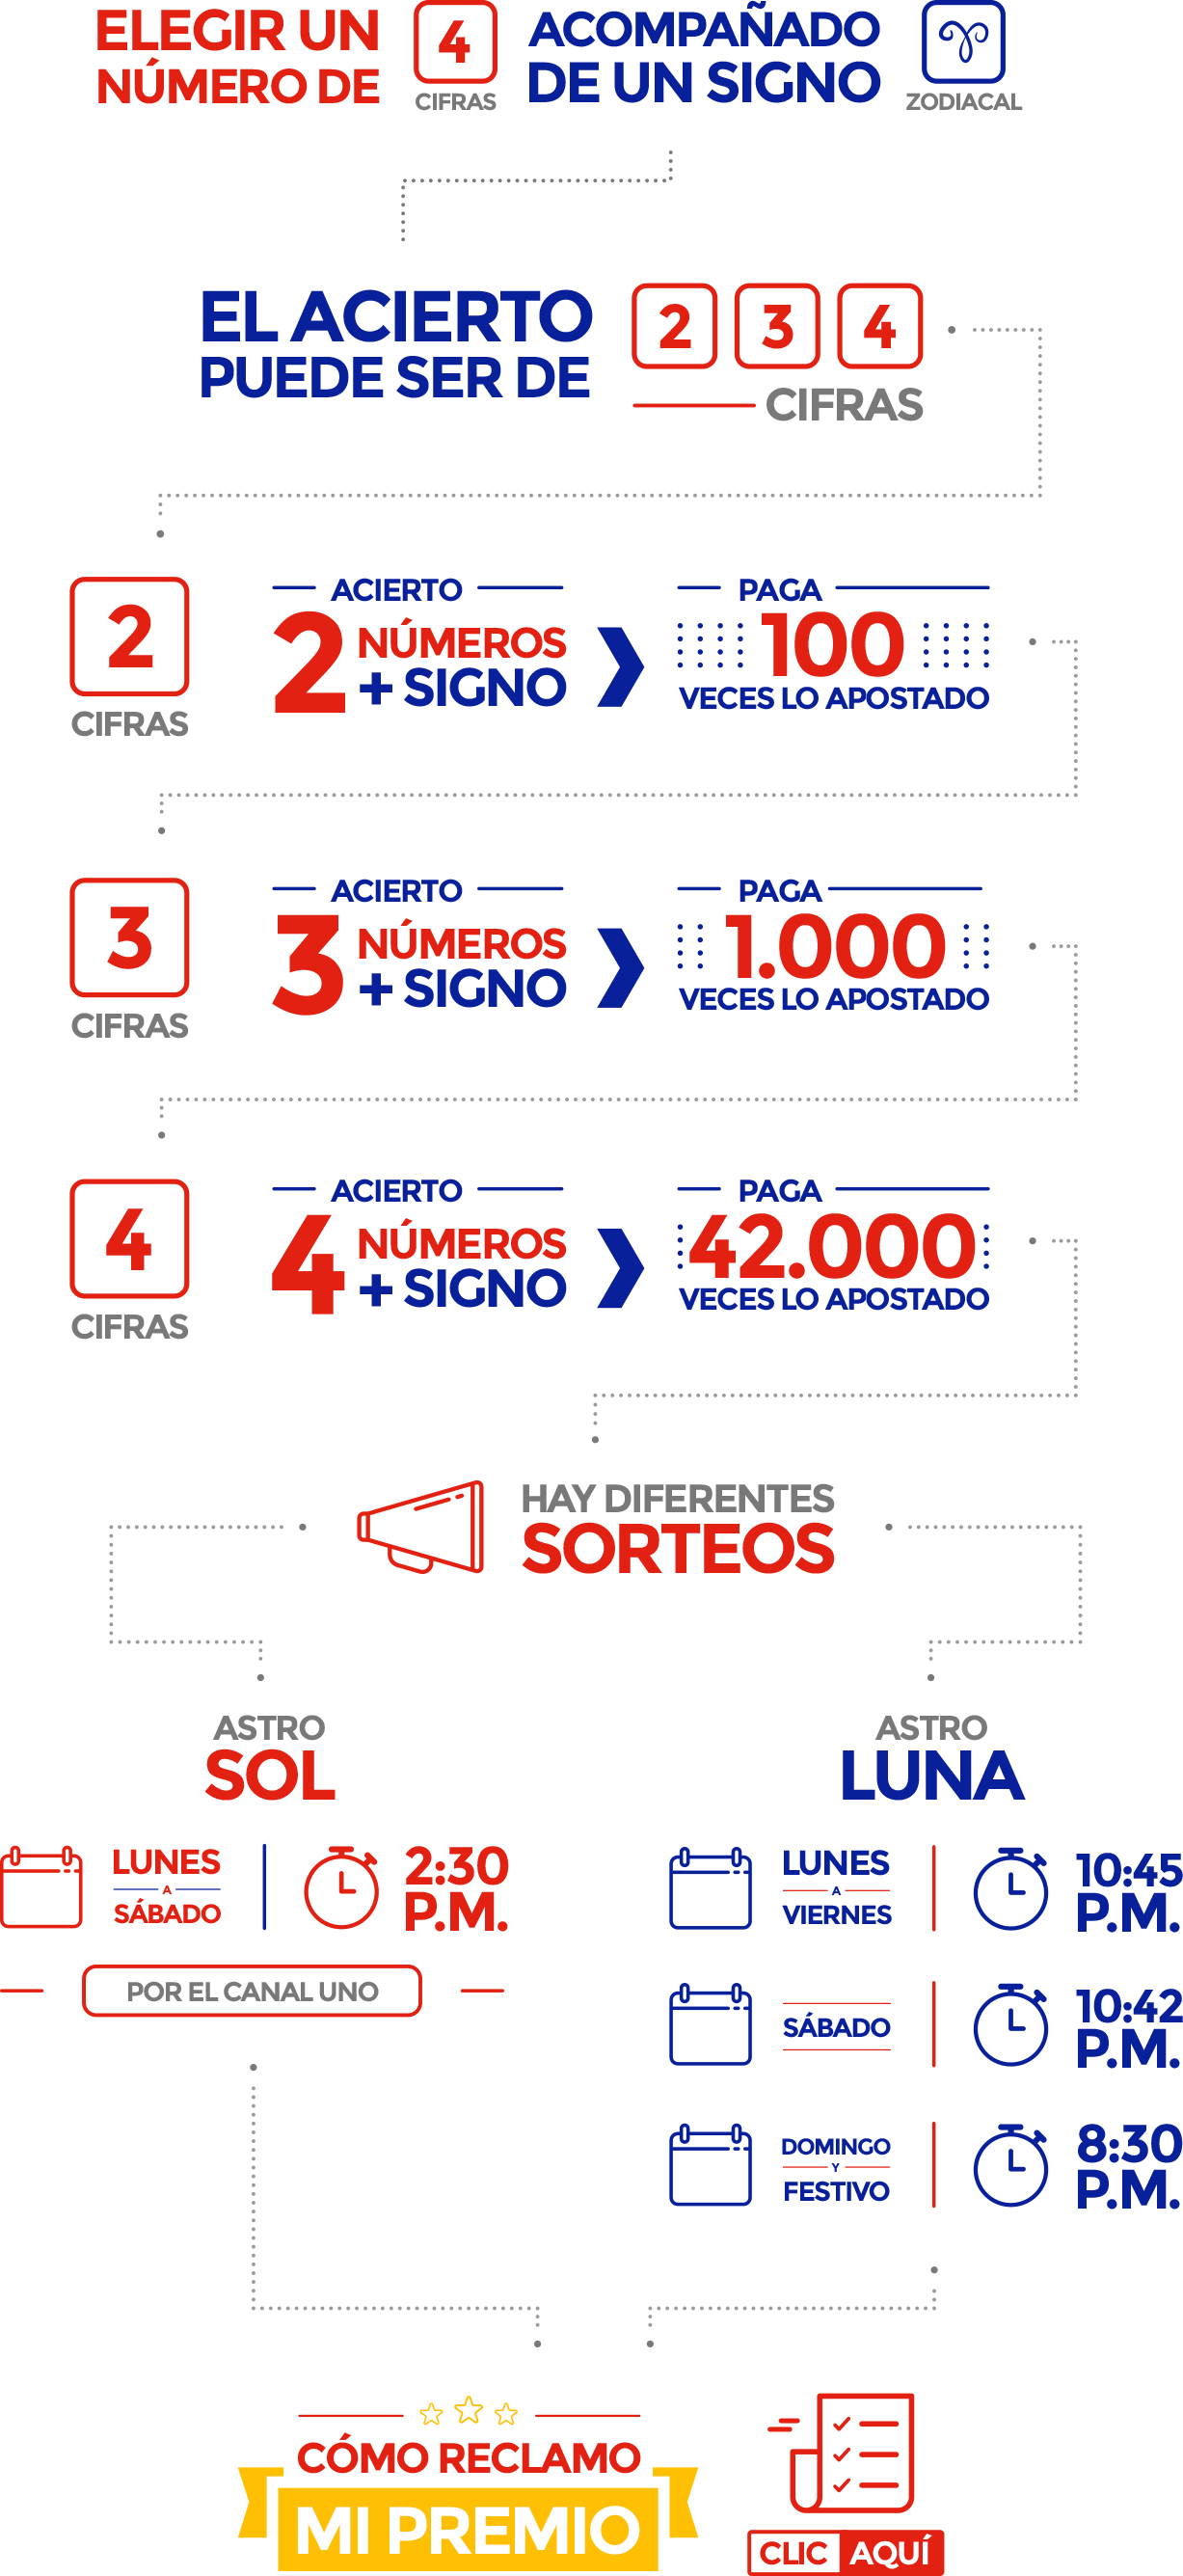 ELEGIR UN
NÚMERO DE
4
CIFRAS
ACOMPAÑADO
DE UN SIGNO
ZODIACAL
EL ACIERTO
PUEDE SER DE
2 3 4
CIFRAS
2
CIFRAS
ACIERTO
2 NÚMEROS
+ SIGNO
PAGA
100
VECES LO APOSTADO
3
CIFRAS
ACIERTO
3 NÚMEROS
+ SIGNO
PAGA
1.000
VECES LO APOSTADO
4
CIFRAS
ACIERTO
4 NÚMEROS
+ SIGNO
PAGA
42.000
VECES LO APOSTADO
HAY DIFERENTES
SORTEOS
ASTRO
SOL
LUNES
A
SÁBADO
2:30
P.M.
POR EL CANAL UNO
ASTRO
LUNA
LUNES
A
VIERNES
10:45
P.M.
SÁBADO
10:42
P.M.
DOMINGO
Y
FESTIVO
8:30
P.M.
CÓMO RECLAMO
MI PREMIO
CLIC AQUÍ